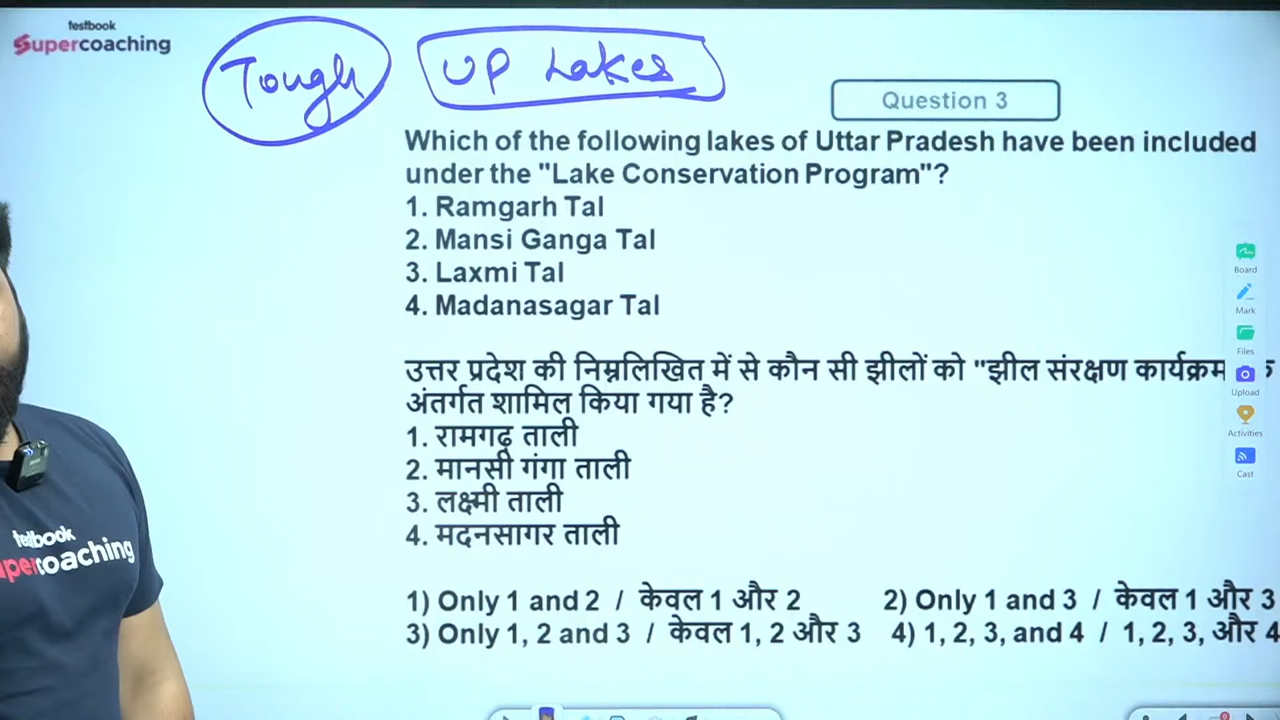 testbook
Supercoaching
Tough UP Lakes
Question 3
Which of the following lakes of Uttar Pradesh have been included
under the "Lake Conservation Program"?
1. Ramgarh Tal
2. Mansi Ganga Tal
3. Laxmi Tal
4. Madanasagar Tal
उत्तर प्रदेश की निम्नलिखित में से कौन सी झीलों को "झील संरक्षण कार्यक्रम
अंतर्गत शामिल किया गया है?
1. रामगढ़ ताली
2. मानसी गंगा ताली
3. लक्ष्मी ताली
4. मदनसागर ताली
1) Only 1 and 2 / केवल 1 और 2 2) Only 1 and 3 / केवल 1 और 3
3) Only 1, 2 and 3 / केवल 1, 2 और 3 4) 1, 2, 3, and 4 / 1, 2, 3, और 4
Board
Mark
Files
Upload
Activities
Cast
testbook
upercoaching